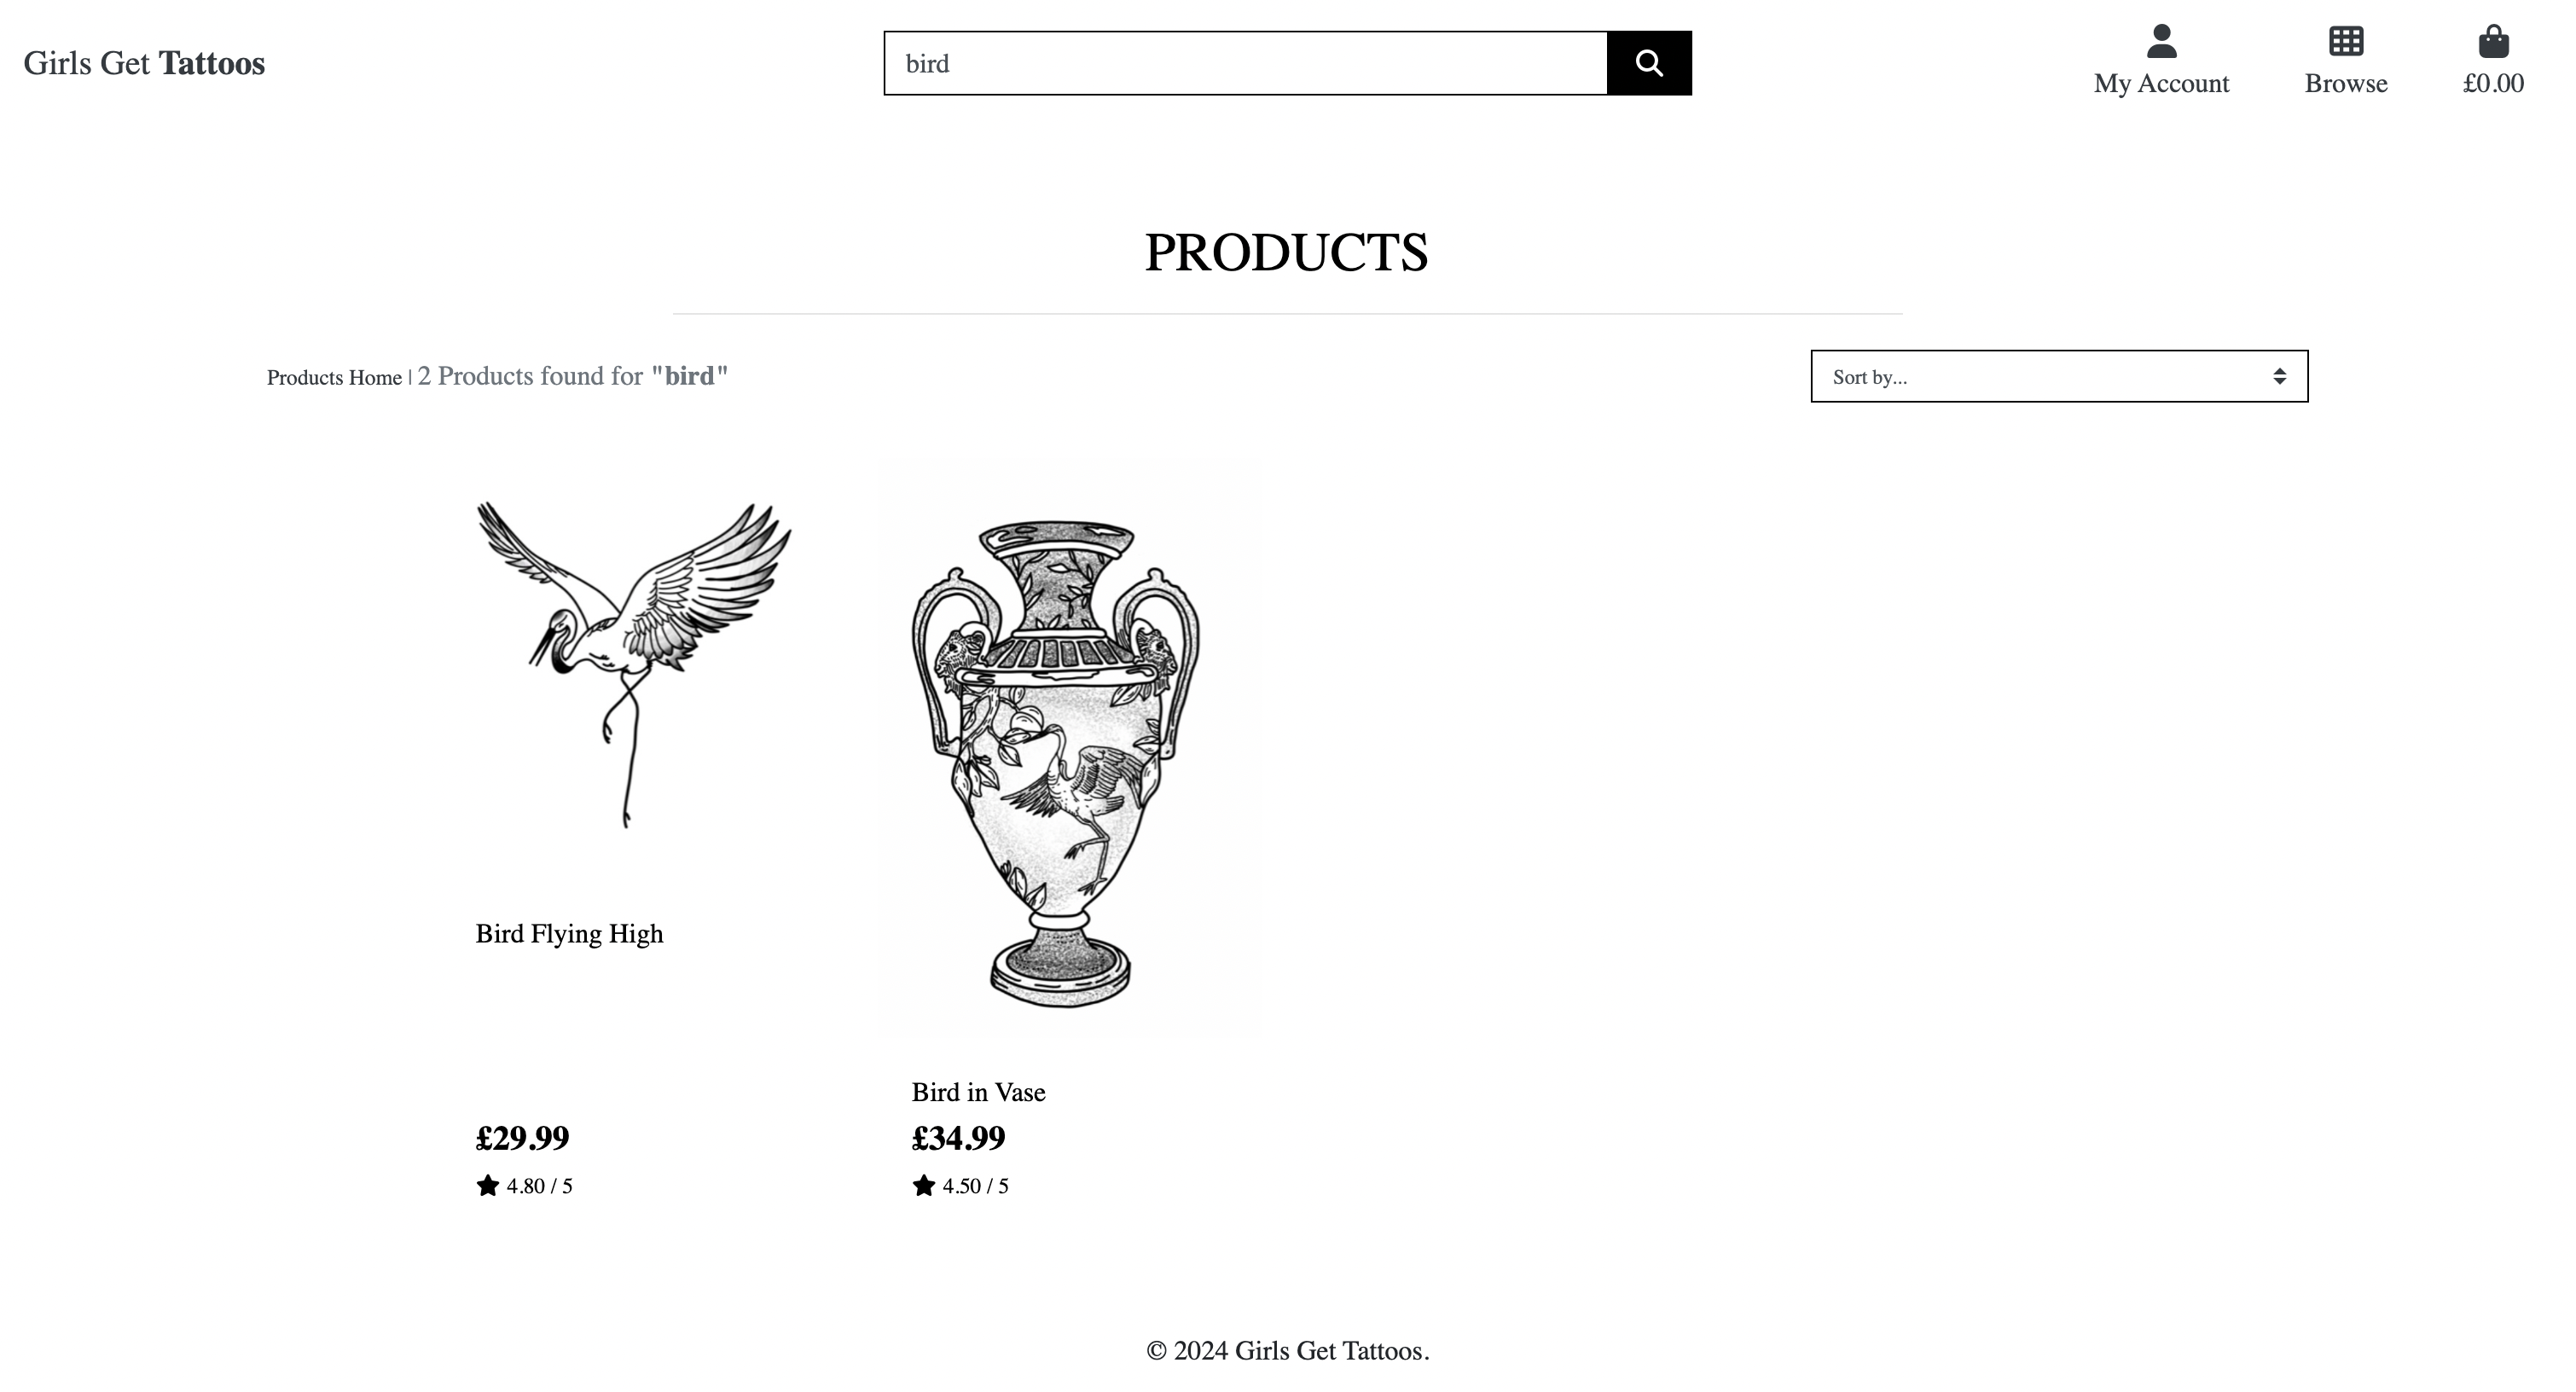 Girls Get Tattoos
bird
My Account
Browse
£0.00
PRODUCTS
Products Home | 2 Products found for "bird"
Sort by...
Bird Flying High
£29.99
4.80 / 5
Bird in Vase
£34.99
4.50 / 5
© 2024 Girls Get Tattoos.